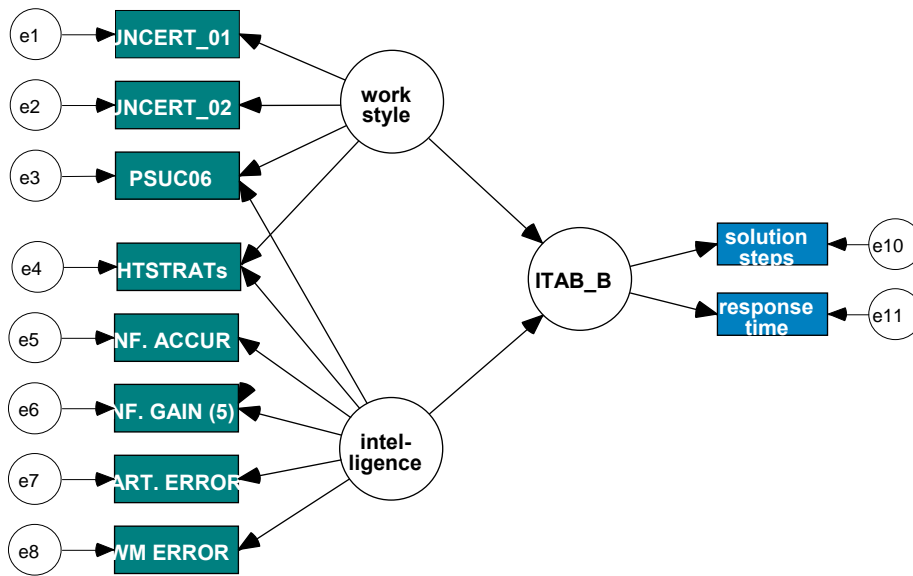 e1
UNCERT_01
e2
UNCERT_02
work
style
e3
PSUC06
e4
HTSTRATs
solution
steps
e10
ITAB_B
response
time
e11
e5
NF. ACCUR
e6
NF. GAIN (5)
intel-
ligence
e7
ART. ERROR
e8
WM ERROR